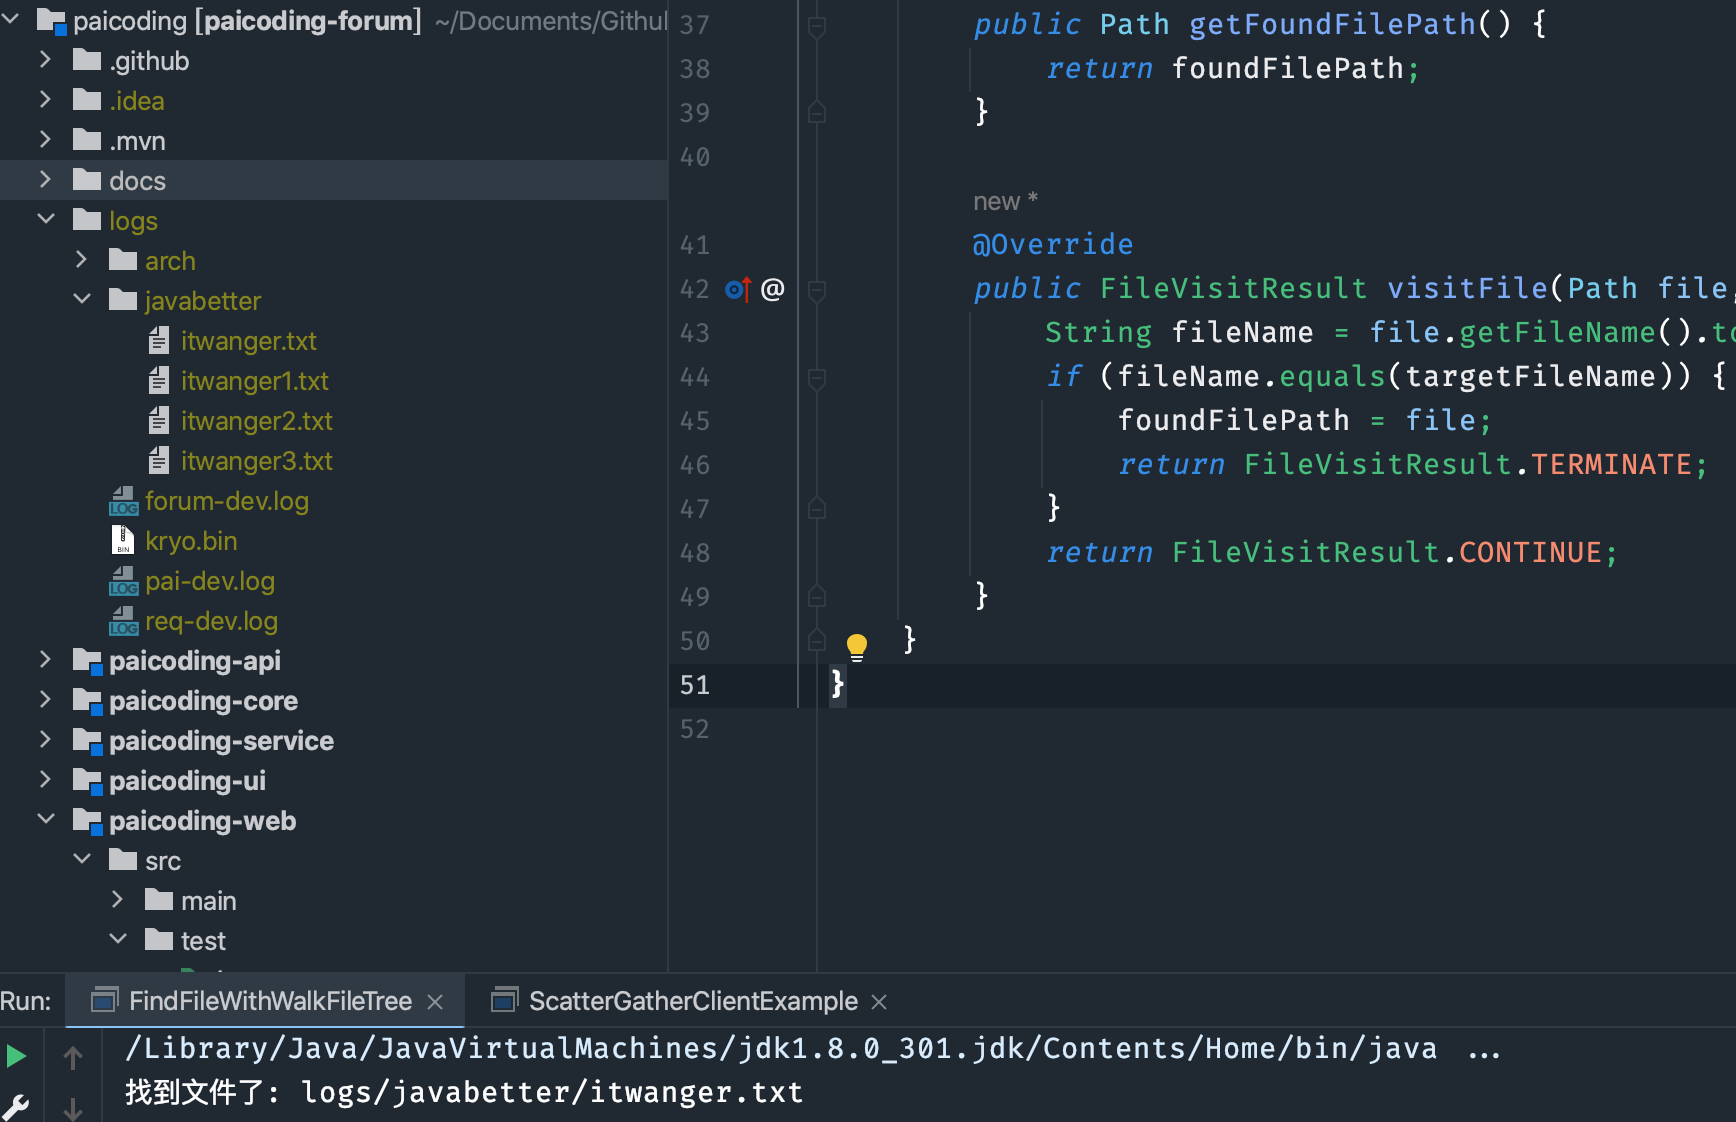 paicoding [paicoding-forum] ~/Documents/Githu
.github
.idea
.mvn
docs
logs
arch
javabetter
itwanger.txt
itwanger1.txt
itwanger2.txt
itwanger3.txt
forum-dev.log
kryo.bin
pai-dev.log
req-dev.log
paicoding-api
paicoding-core
paicoding-service
paicoding-ui
paicoding-web
src
main
test
37 public Path getFoundFilePath() {
38 return foundFilePath;
39 }
40
new *
41 @Override
42 @ public FileVisitResult visitFile(Path file,
43 String fileName = file.getFileName().to
44 if (fileName.equals(targetFileName)) {
45 foundFilePath = file;
46 return FileVisitResult.TERMINATE;
47 }
48 return FileVisitResult.CONTINUE;
49 }
50 }
51 }
52
Run: FindFileWithWalkFileTree ScatterGatherClientExample
/Library/Java/JavaVirtualMachines/jdk1.8.0_301.jdk/Contents/Home/bin/java ...
找到文件了: logs/javabetter/itwanger.txt